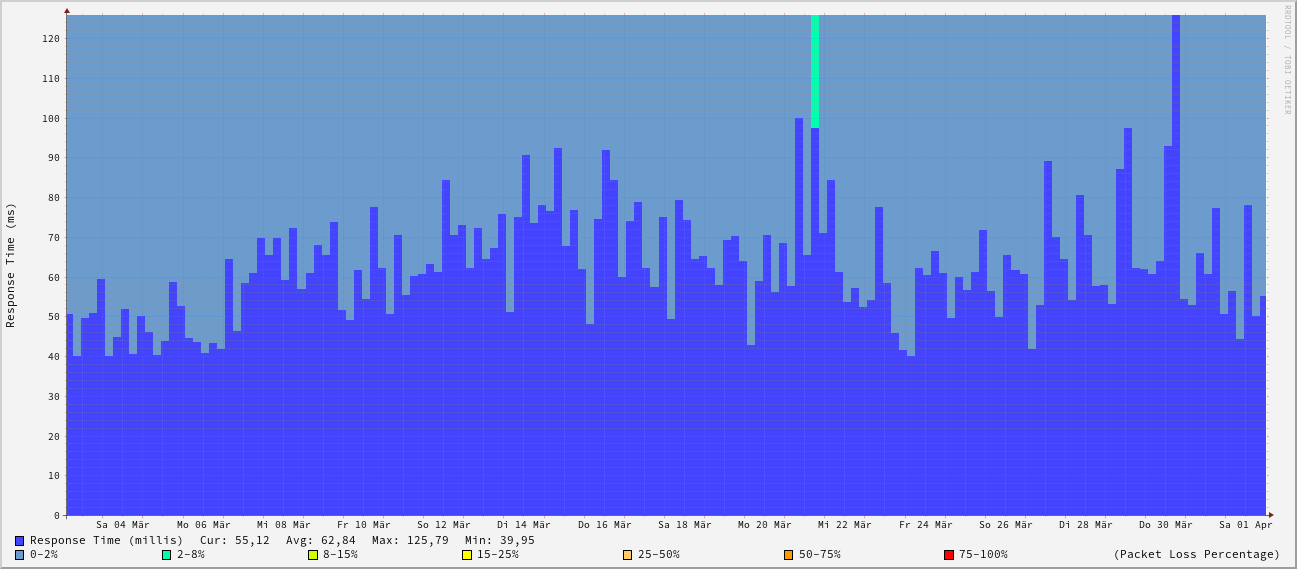 RRDTOOL / TOBI OETIKER
Response Time (ms)
120
110
100
90
80
70
60
50
40
30
20
10
0
Sa 04 Mär Mo 06 Mär Mi 08 Mär Fr 10 Mär So 12 Mär Di 14 Mär Do 16 Mär Sa 18 Mär Mo 20 Mär Mi 22 Mär Fr 24 Mär So 26 Mär Di 28 Mär Do 30 Mär Sa 01 Apr
Response Time (millis) Cur: 55,12 Avg: 62,84 Max: 125,79 Min: 39,95
0-2% 2-8% 8-15% 15-25% 25-50% 50-75% 75-100% (Packet Loss Percentage)